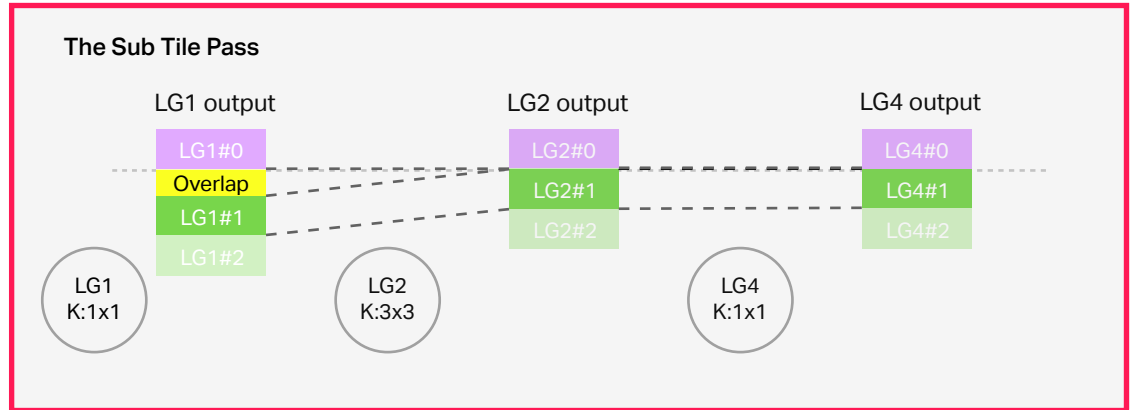 The Sub Tile Pass
LG1 output
LG2 output
LG4 output
LG1#0
LG2#0
LG4#0
Overlap
LG1#1
LG2#1
LG4#1
LG1#2
LG2#2
LG4#2
LG1
K:1x1
LG2
K:3x3
LG4
K:1x1